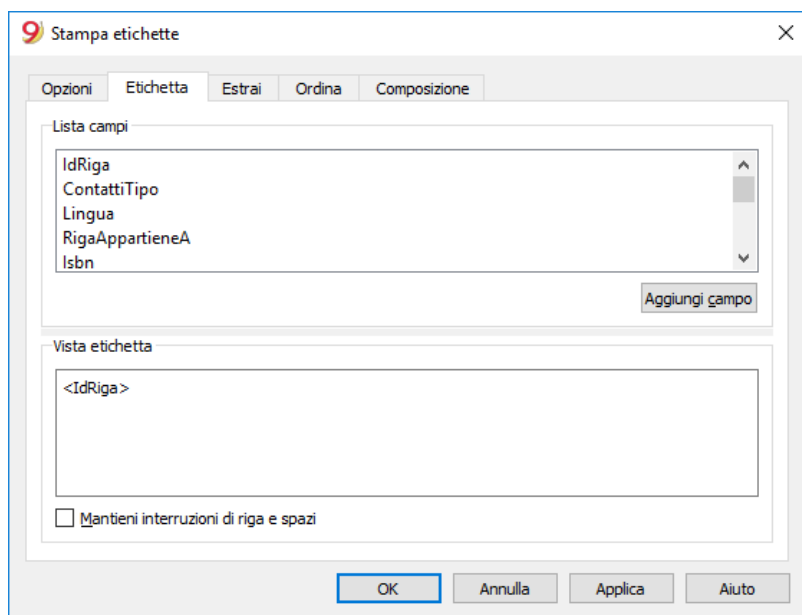 9 Stampa etichette
Opzioni Etichetta Estrai Ordina Composizione
Lista campi
IdRiga
ContattiTipo
Lingua
RigaAppartieneA
Isbn
Aggiungi campo
Vista etichetta
<IdRiga>
Mantieni interruzioni di riga e spazi
OK Annulla Applica Aiuto